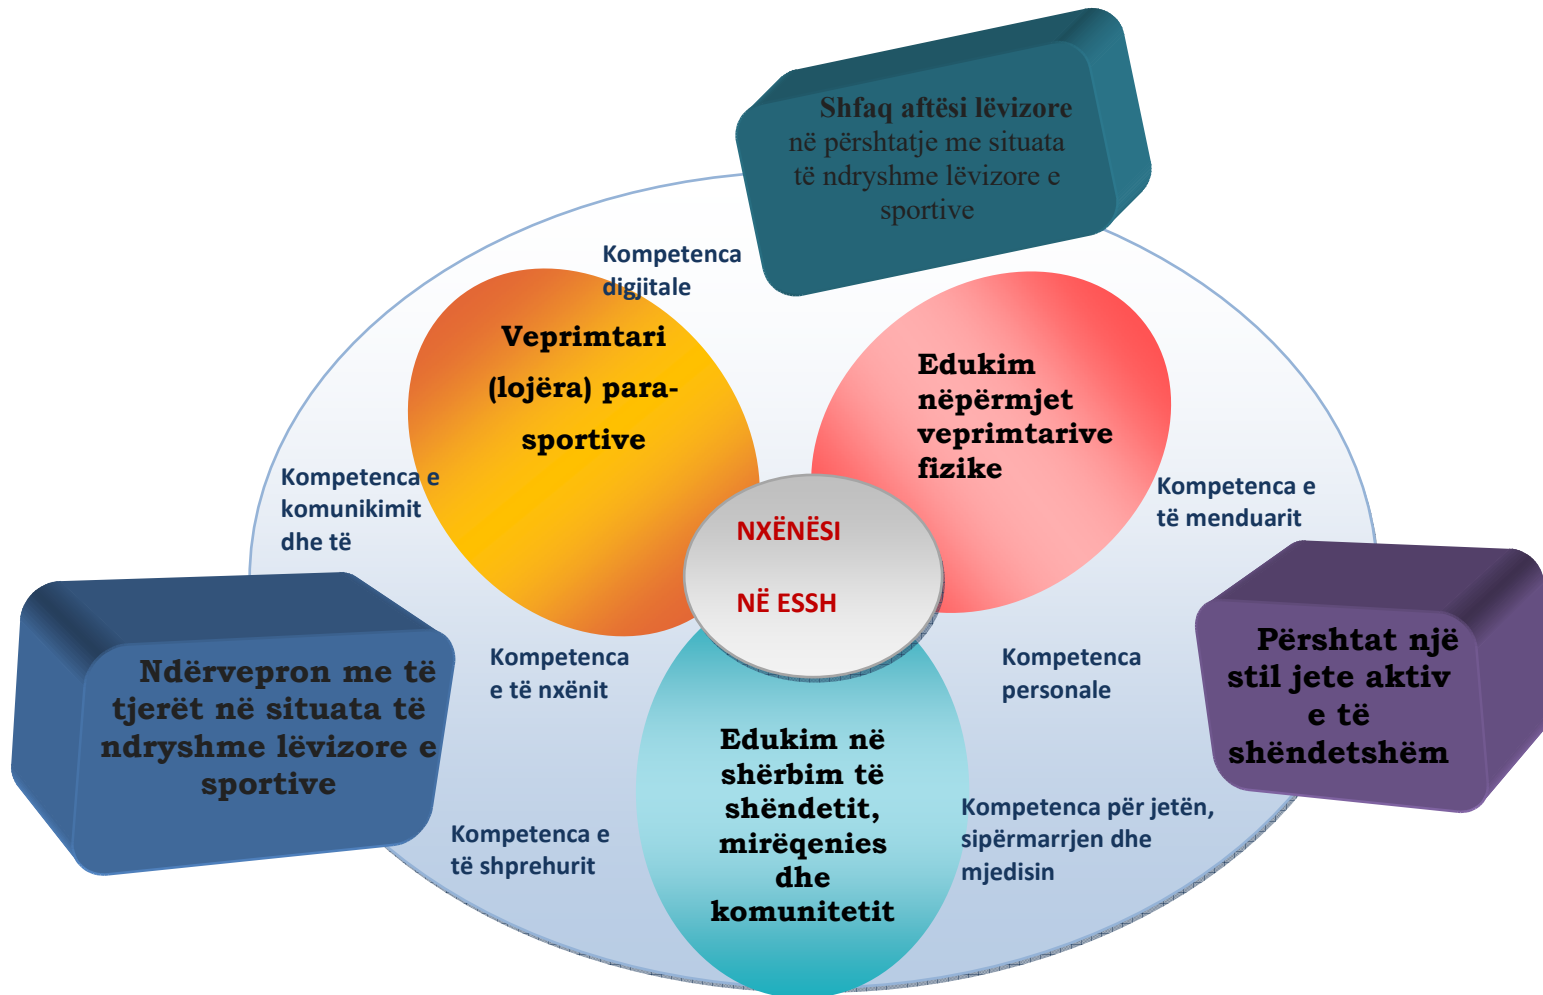 Shfaq aftësi lëvizore
në përshtatje me situata
të ndryshme lëvizore e
sportive
Kompetenca
digjitale
Veprimtari
(lojëra) para-
sportive
Edukim
nëpërmjet
veprimtarive
fizike
Kompetenca e
komunikimit
dhe të
Kompetenca e
të menduarit
NXËNËSI
NË ESSH
Ndërvepron me të
tjerët në situata të
ndryshme lëvizore e
sportive
Kompetenca
e të nxënit
Kompetenca
personale
Përshtat një
stil jete aktiv
e të
shëndetshëm
Edukim në
shërbim të
shëndetit,
mirëqenies
dhe
komunitetit
Kompetenca e
të shprehurit
Kompetenca për jetën,
sipërmarrjen dhe
mjedisin